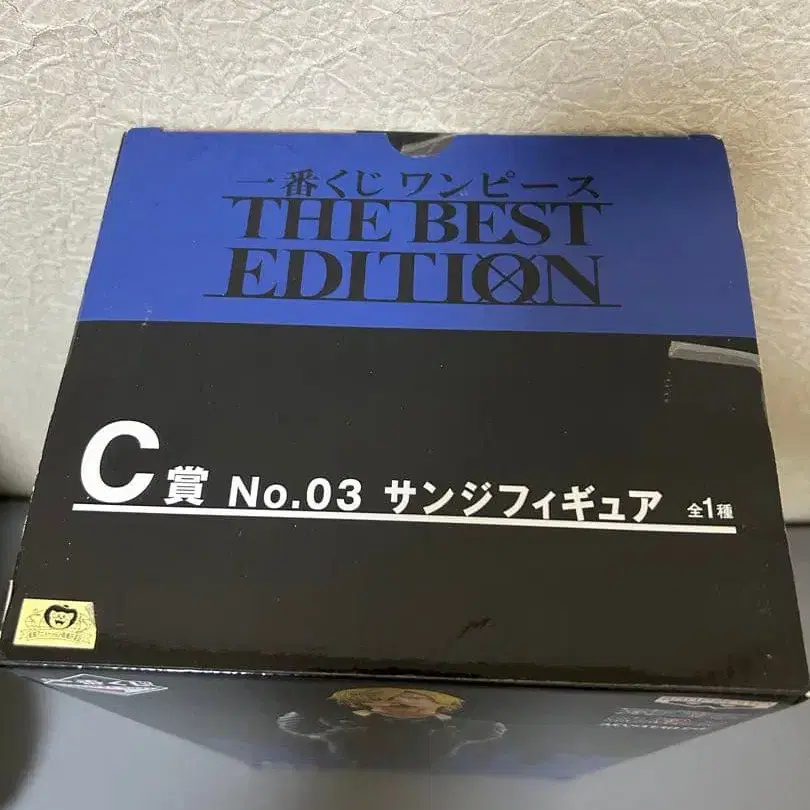 一番くじ ワンピース
THE BEST
EDITION
C賞 No.03 サンジフィギュア 全1種